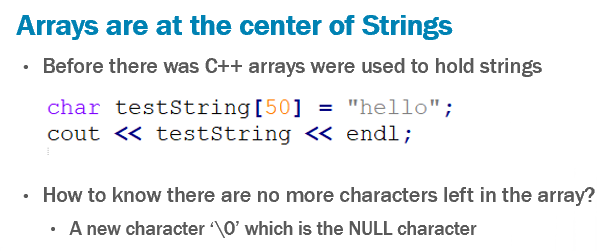 Arrays are at the center of Strings
• Before there was C++ arrays were used to hold strings
char testString[50] = "hello";
cout << testString << endl;
• How to know there are no more characters left in the array?
• A new character ‘\0’ which is the NULL character